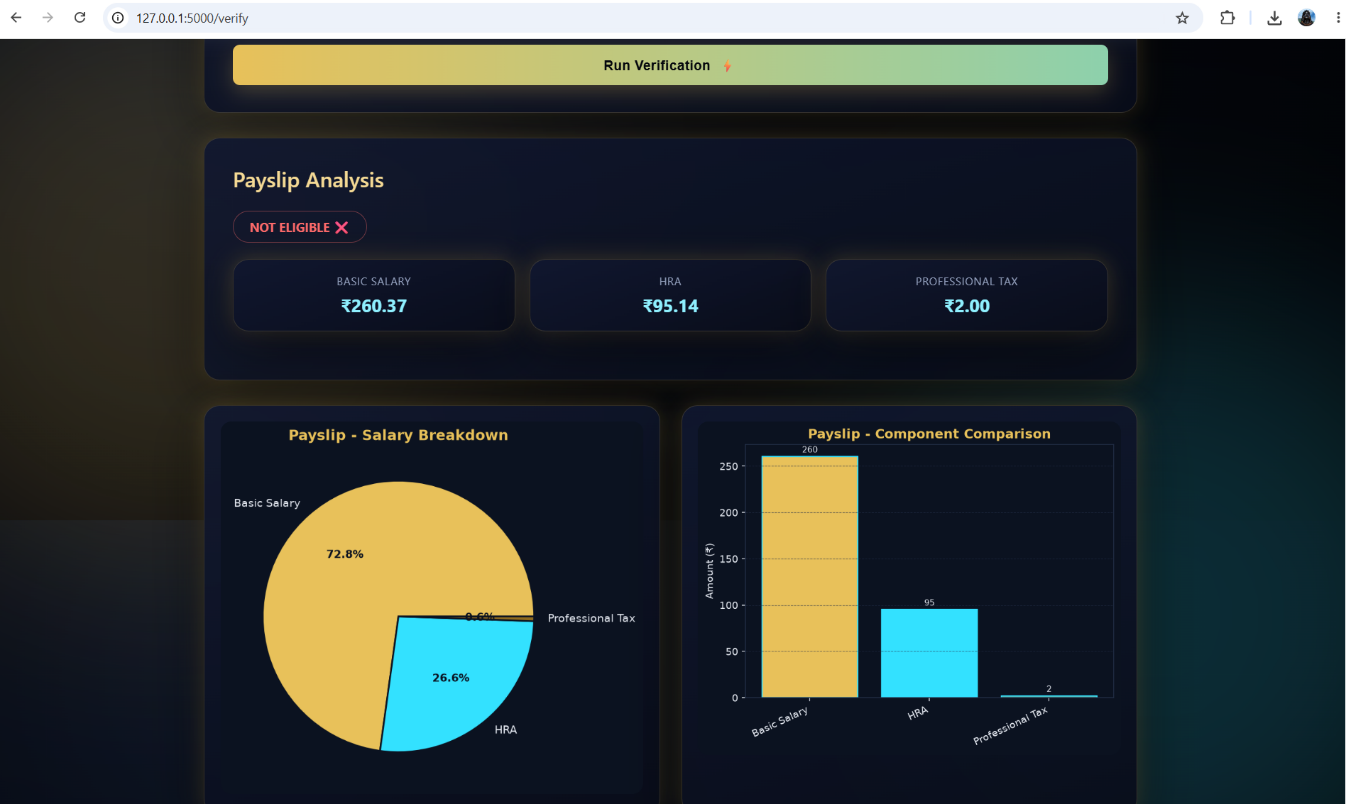 127.0.0.1:5000/verify
Run Verification ⚡
Payslip Analysis
NOT ELIGIBLE ❌
BASIC SALARY
₹260.37
HRA
₹95.14
PROFESSIONAL TAX
₹2.00
Payslip - Salary Breakdown
Basic Salary
72.8%
0.6%
Professional Tax
26.6%
HRA
Payslip - Component Comparison
260
250
200
150
100
50
0
Amount (₹)
95
2
Basic Salary
HRA
Professional Tax